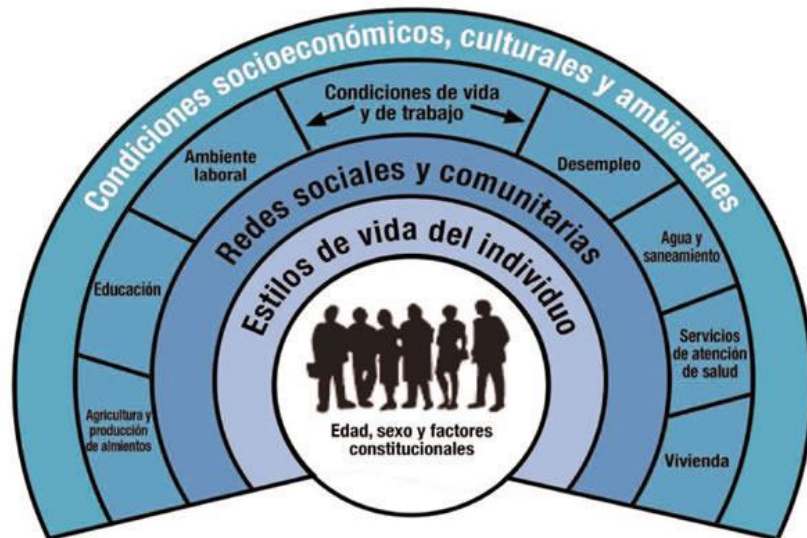 Condiciones socioeconómicos, culturales y ambientales
Condiciones de vida
y de trabajo
Ambiente
laboral
Desempleo
Redes sociales y comunitarias
Agua y
saneamiento
Estilos de vida del individuo
Educación
Servicios
de atención
de salud
Agricultura y
producción
de almientos
Edad, sexo y factores
constitucionales
Vivienda